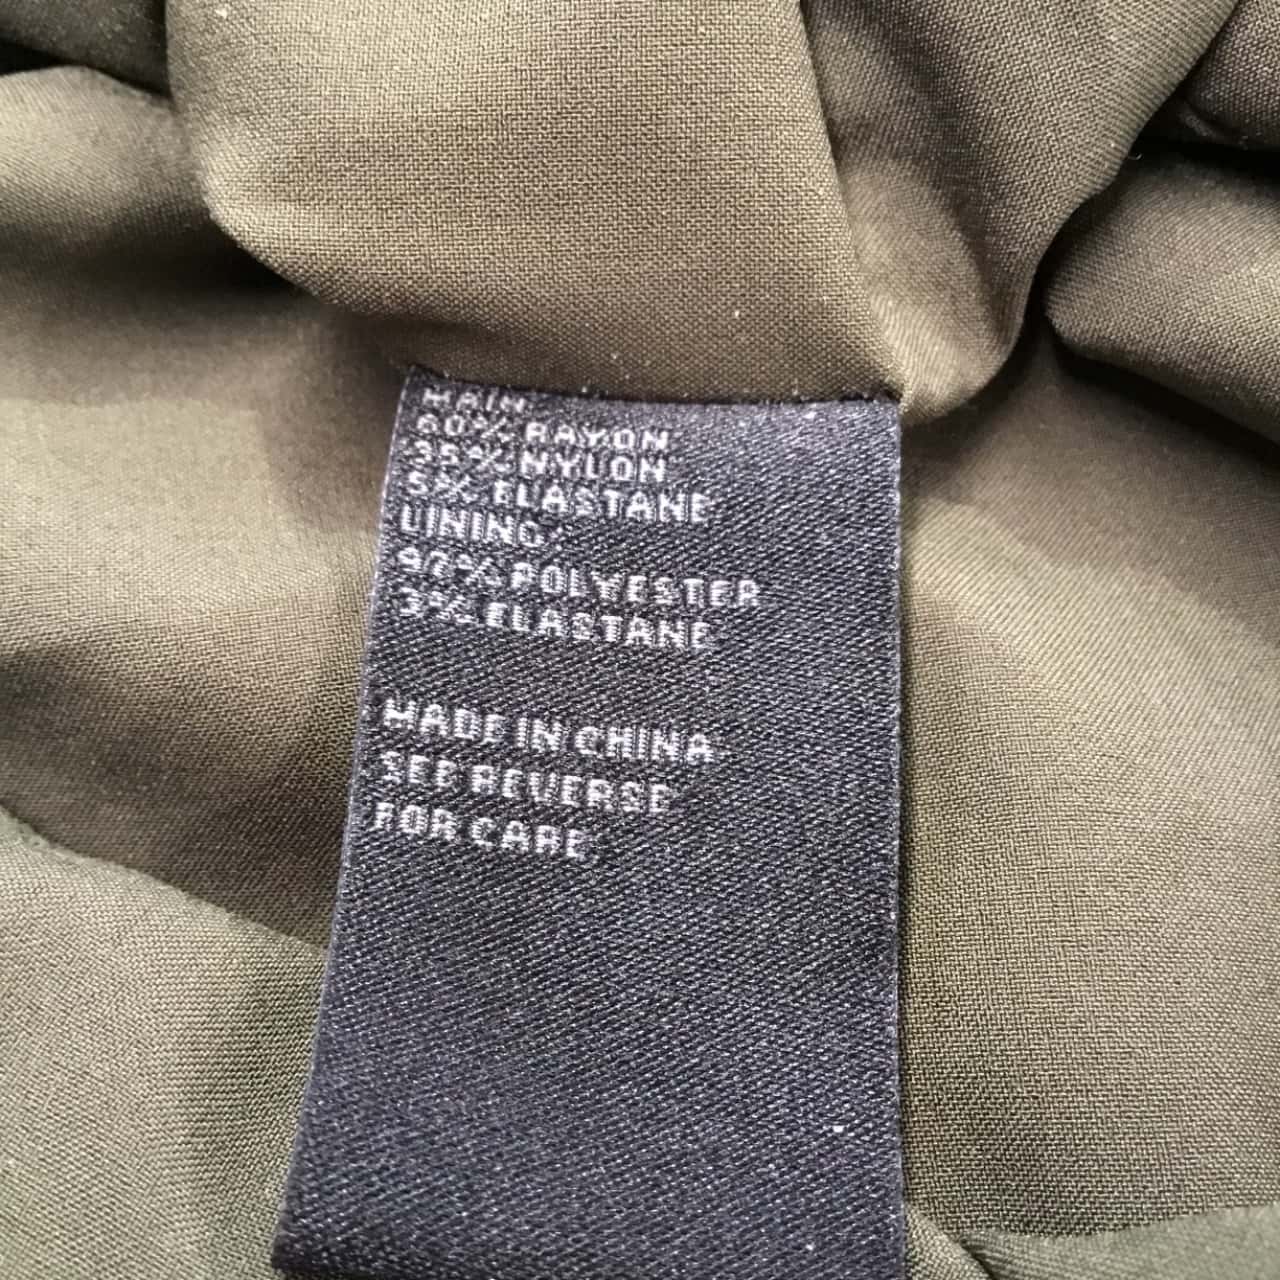 MAIN:
60% RAYON
35% NYLON
5% ELASTANE
LINING:
97% POLYESTER
3% ELASTANE
MADE IN CHINA
SEE REVERSE
FOR CARE.